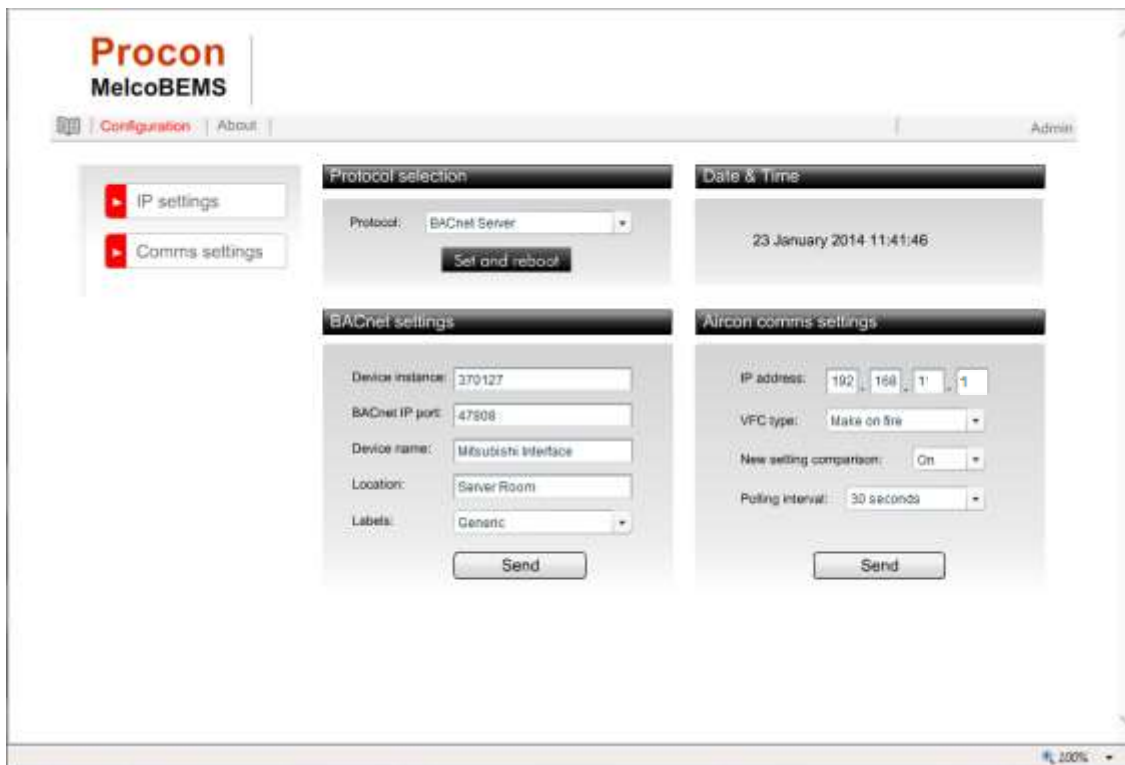 Procon
MelcoBEMS
Configuration About Admin
IP settings
Comms settings
Protocol selection
Protocol: BACnet Server
Set and reboot
Date & Time
23 January 2014 11:41:46
BACnet settings
Device instance: 370127
BACnet IP port: 47808
Device name: Mitsubishi Interface
Location: Server Room
Labels: Generic
Send
Aircon comms settings
IP address: 192 . 168 . 1 . 1
VFC type: Make on fire
New setting comparison: On
Polling interval: 30 seconds
Send
100%